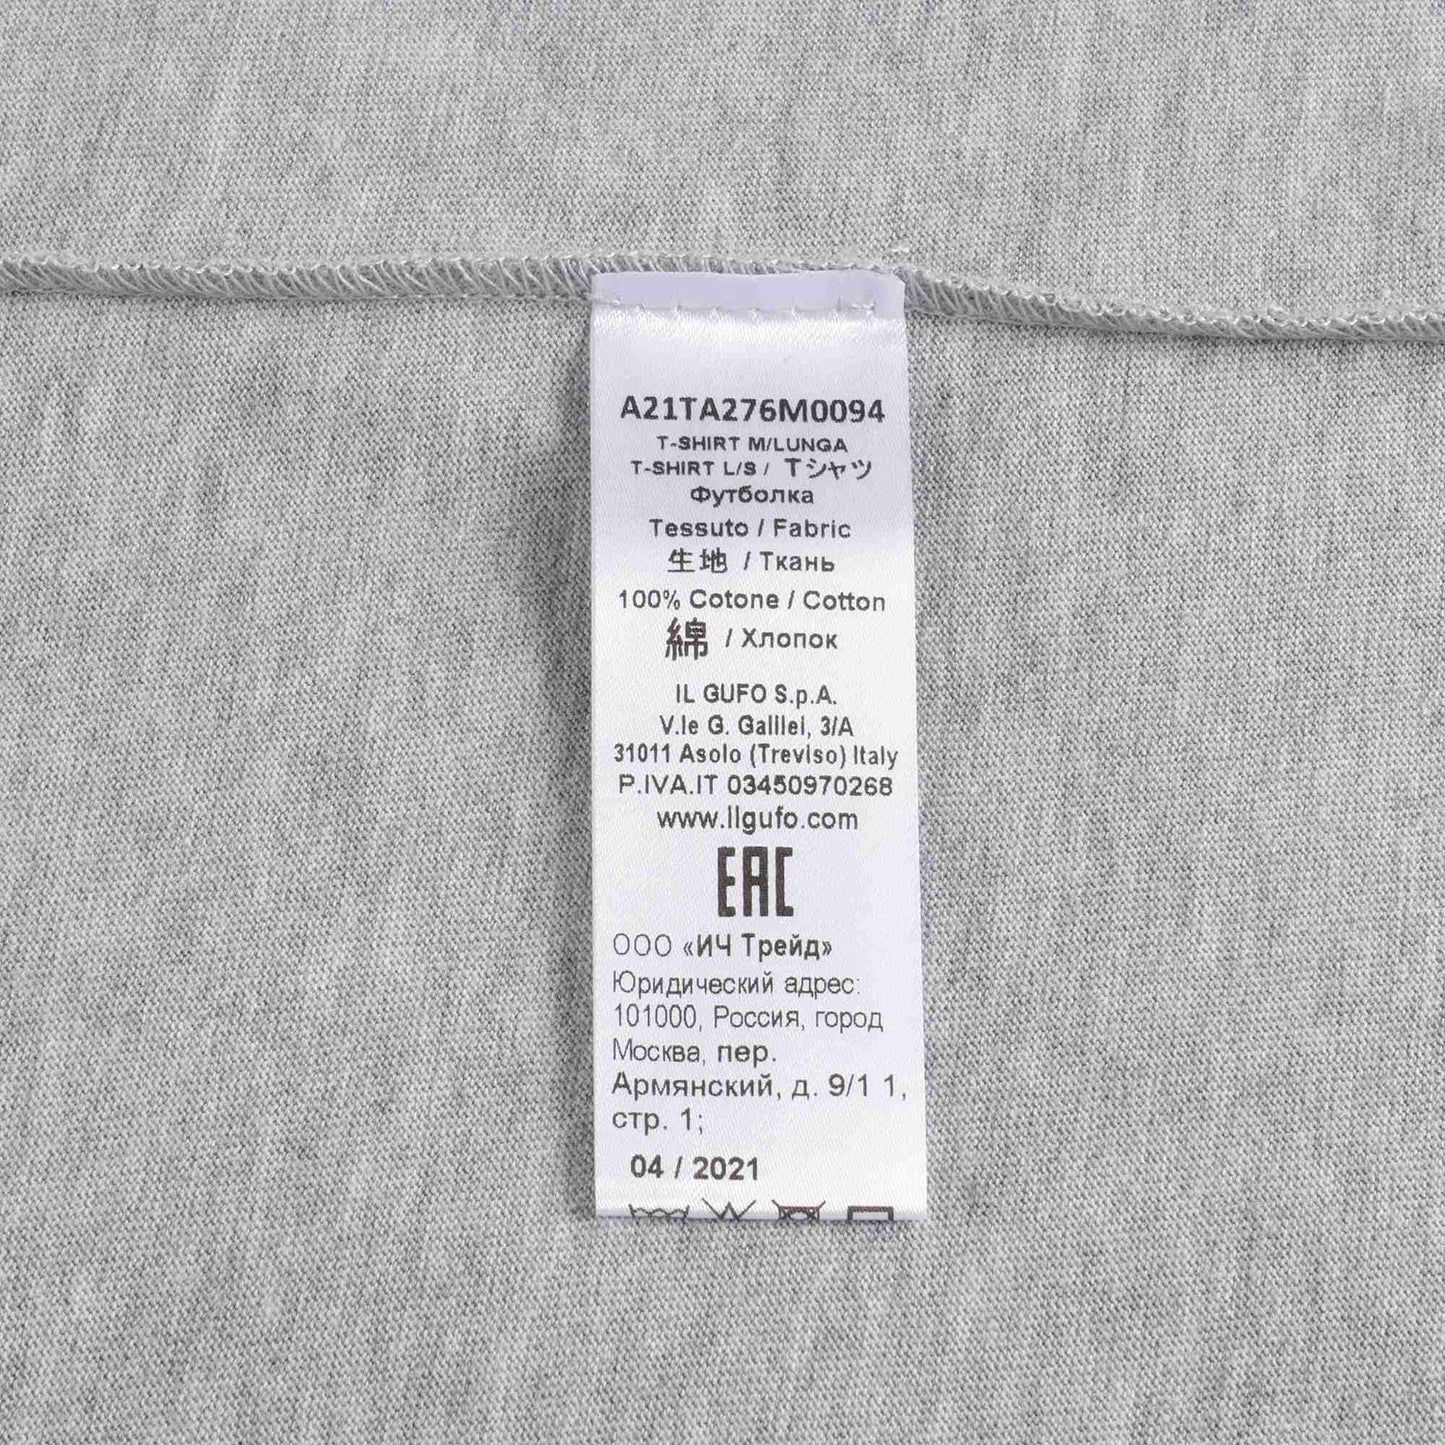 A21TA276M0094
T-SHIRT M/LUNGA
T-SHIRT L/S / Tシャツ
Футболка
Tessuto / Fabric
生地 / Ткань
100% Cotone / Cotton
綿 / Хлопок
IL GUFO S.p.A.
V.le G. Galilei, 3/A
31011 Asolo (Treviso) Italy
P.IVA.IT 03450970268
www.ilgufo.com
EAC
ООО «ИЧ Трейд»
Юридический адрес:
101000, Россия, город
Москва, пер.
Армянский, д. 9/1 1,
стр. 1;
04 / 2021